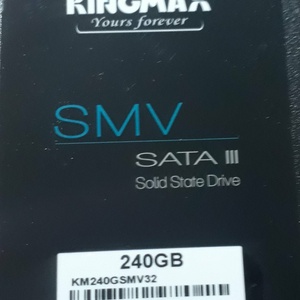 KINGMAX
Yours forever
SMV
SATA III
Solid State Drive
240GB
KM240GSMV32